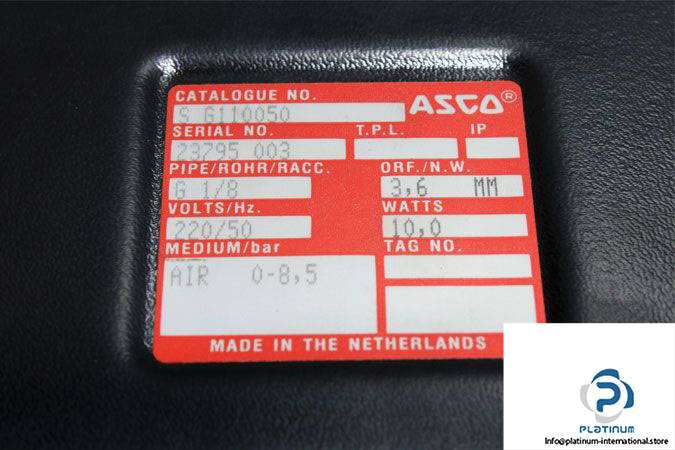 CATALOGUE NO. ASCO®
S G110050
SERIAL NO. T.P.L. IP
23795 003
PIPE/ROHR/RACC. ORF./N.W.
G 1/8 3,6 MM
VOLTS/Hz. WATTS
220/50 10,0
MEDIUM/bar TAG NO.
AIR 0-8,5
MADE IN THE NETHERLANDS
PLATINUM
Info@platinum-international.store